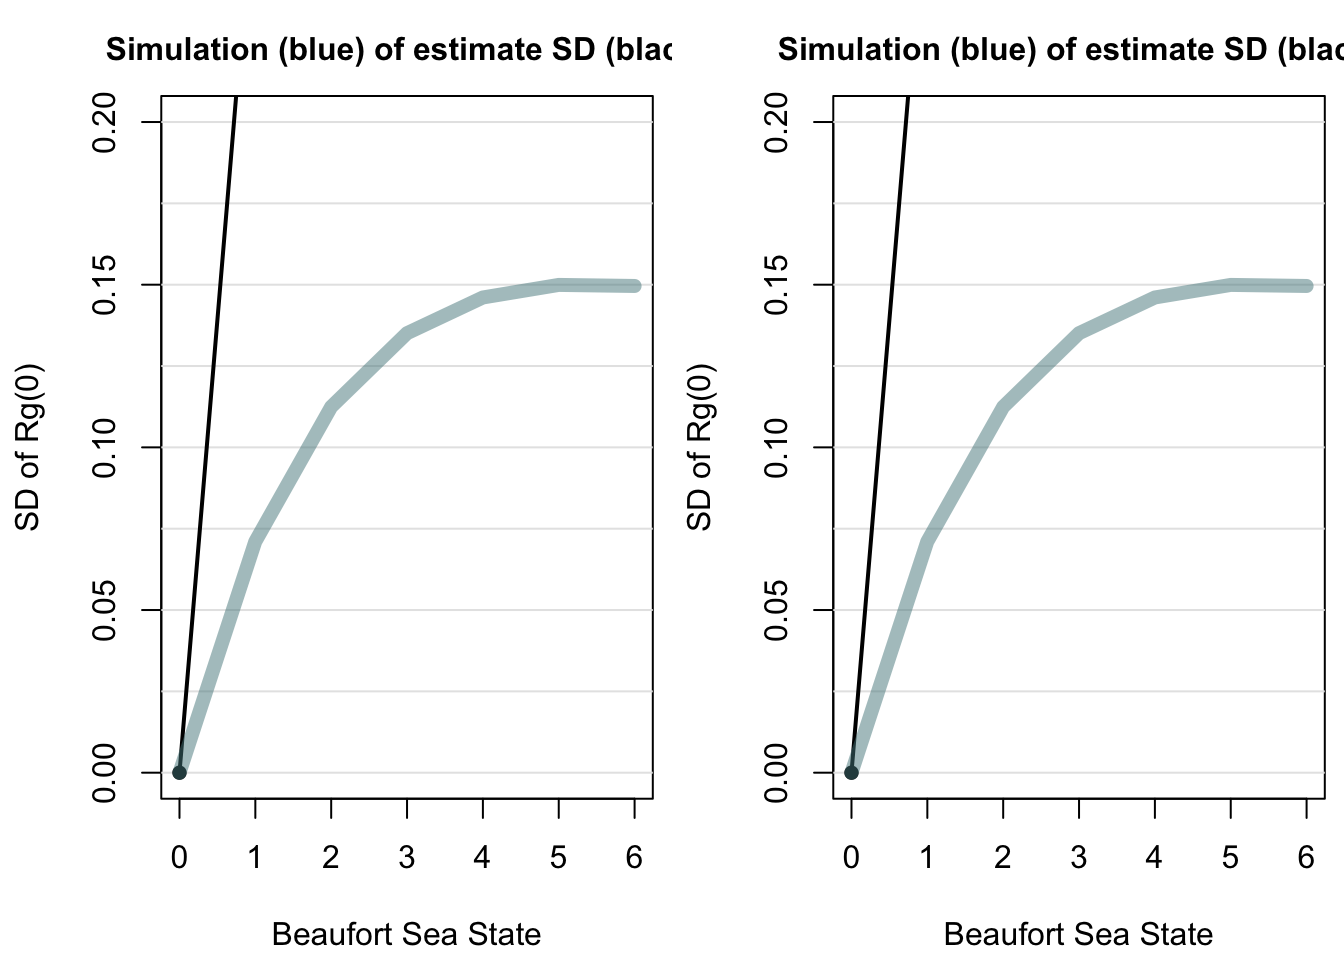 Simulation (blue) of estimate SD (blac
SD of Rg(0)
0.20
0.15
0.10
0.05
0.00
0 1 2 3 4 5 6
Beaufort Sea State
Simulation (blue) of estimate SD (blac
SD of Rg(0)
0.20
0.15
0.10
0.05
0.00
0 1 2 3 4 5 6
Beaufort Sea State